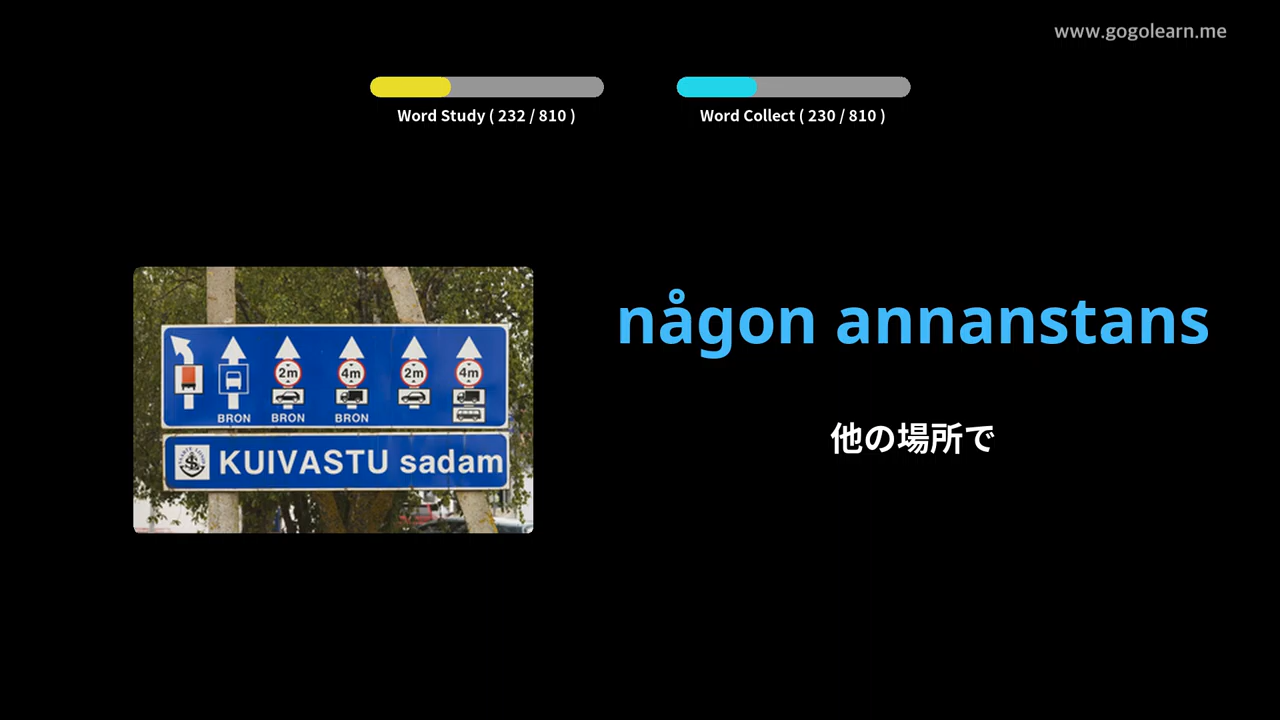 www.gogolearn.me
Word Study ( 232 / 810 )
Word Collect ( 230 / 810 )
2m 4m 2m 4m
BRON BRON BRON
KUIVASTU sadam
någon annanstans
他の場所で